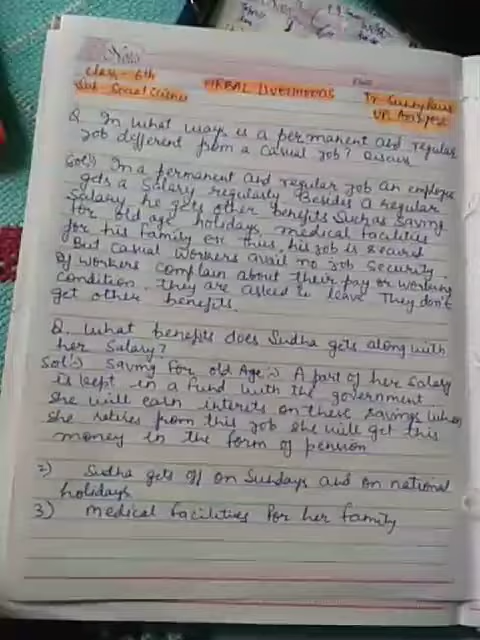 Class - 6th
Sub - Social Science
URBAL LIVELIHOODS
Q. In what ways is a permanent and regular
job different from a casual job?
Sol:) In a permanent and regular job an employee
gets a salary regularly Besides a regular
salary he gets other benefits such as saving
for old age holidays, medical facilities
for his family etc thus, his job is secured
But casual workers avail no job security.
If workers complain about their pay or working
condition, they are asked to leave They don't
get other benefits.
Q. What benefits does Sudha gets along with
her salary?
Sol:) Saving for old Age :) A part of her salary
is kept in a fund with the government
She will earn interets on these savings when
she retires from this job she will get this
money in the form of pension
2) Sudha gets off on Sundays and on national
holidays
3) medical facilities for her family